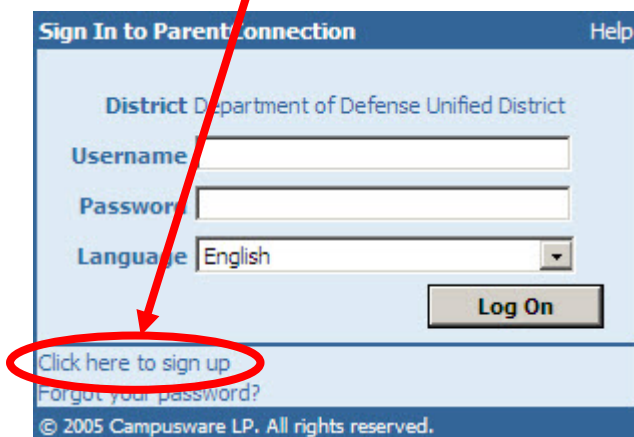 Sign In to ParentConnection Help
District Department of Defense Unified District
Username
Password
Language English
Log On
Click here to sign up
Forgot your password?
© 2005 Campusware LP. All rights reserved.